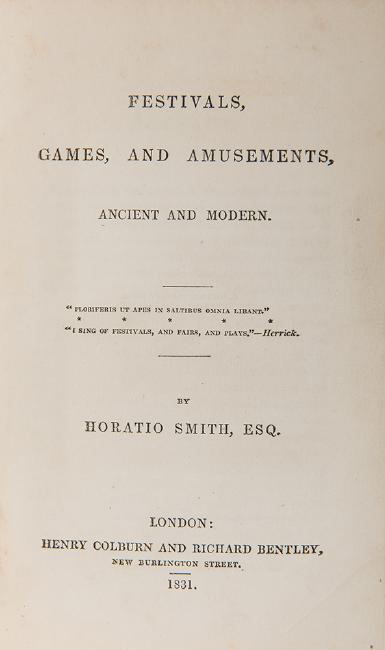 FESTIVALS,
GAMES, AND AMUSEMENTS,
ANCIENT AND MODERN.
"FLORIFERIS UT APES IN SALTIBUS OMNIA LIBANT."
* * * * *
"I SING OF FESTIVALS, AND FAIRS, AND PLAYS."—Herrick.
BY
HORATIO SMITH, ESQ.
LONDON:
HENRY COLBURN AND RICHARD BENTLEY,
NEW BURLINGTON STREET.
1831.